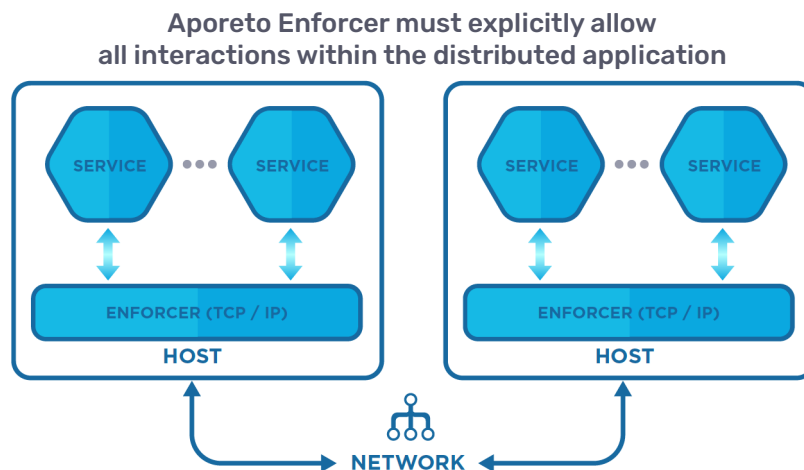 Aporeto Enforcer must explicitly allow
all interactions within the distributed application
SERVICE
SERVICE
ENFORCER (TCP / IP)
HOST
SERVICE
SERVICE
ENFORCER (TCP / IP)
HOST
NETWORK